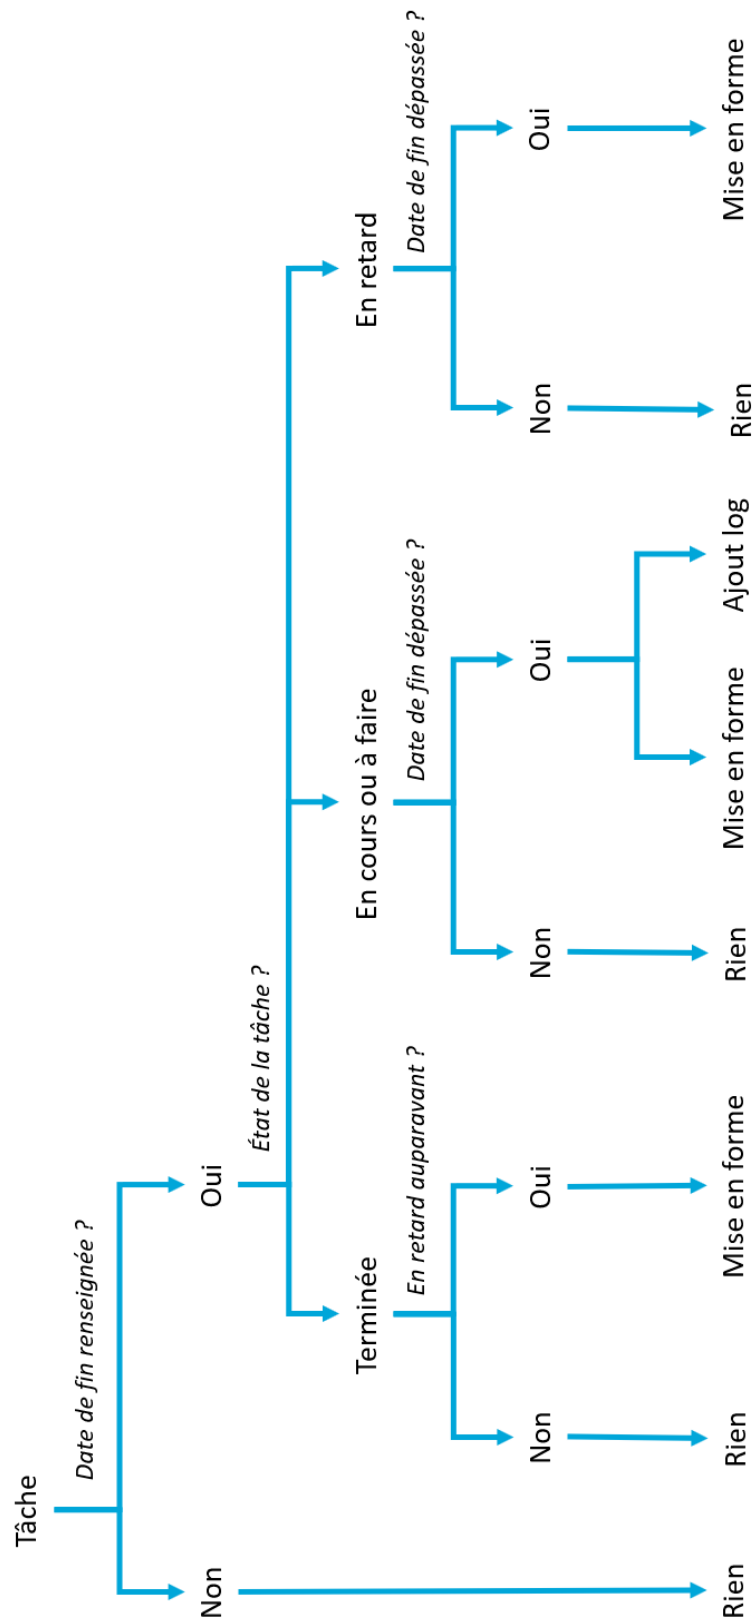 Tâche
Date de fin renseignée ?
Non
Oui
État de la tâche ?
Terminée
En cours ou à faire
En retard
En retard auparavant ?
Date de fin dépassée ?
Date de fin dépassée ?
Non
Oui
Non
Oui
Non
Oui
Rien
Rien
Mise en forme
Rien
Mise en forme
Ajout log
Rien
Mise en forme